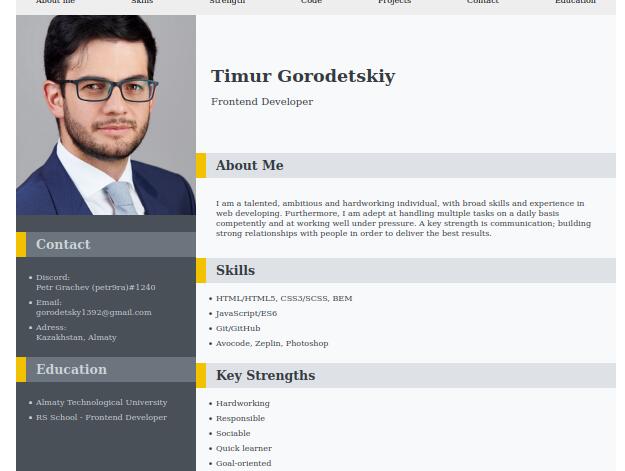 About me
Skills
Strength
Code
Projects
Contact
Education
Timur Gorodetskiy
Frontend Developer
About Me
I am a talented, ambitious and hardworking individual, with broad skills and experience in
web developing. Furthermore, I am adept at handling multiple tasks on a daily basis
competently and at working well under pressure. A key strength is communication; building
strong relationships with people in order to deliver the best results.
Contact
• Discord:
Petr Grachev (petr9ra)#1240
• Email:
gorodetsky1392@gmail.com
• Adress:
Kazakhstan, Almaty
Education
• Almaty Technological University
• RS School - Frontend Developer
Skills
• HTML/HTML5, CSS3/SCSS, BEM
• JavaScript/ES6
• Git/GitHub
• Avocode, Zeplin, Photoshop
Key Strengths
• Hardworking
• Responsible
• Sociable
• Quick learner
• Goal-oriented